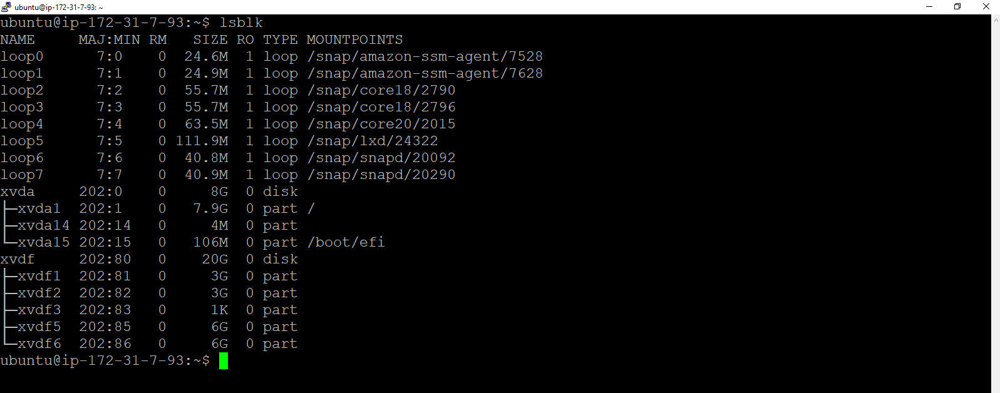 ubuntu@ip-172-31-7-93: ~
ubuntu@ip-172-31-7-93:~$ lsblk
NAME     MAJ:MIN RM   SIZE RO TYPE MOUNTPOINTS
loop0      7:0    0  24.6M  1 loop /snap/amazon-ssm-agent/7528
loop1      7:1    0  24.9M  1 loop /snap/amazon-ssm-agent/7628
loop2      7:2    0  55.7M  1 loop /snap/core18/2790
loop3      7:3    0  55.7M  1 loop /snap/core18/2796
loop4      7:4    0  63.5M  1 loop /snap/core20/2015
loop5      7:5    0 111.9M  1 loop /snap/lxd/24322
loop6      7:6    0  40.8M  1 loop /snap/snapd/20092
loop7      7:7    0  40.9M  1 loop /snap/snapd/20290
xvda     202:0    0     8G  0 disk
├─xvda1  202:1    0   7.9G  0 part /
├─xvda14 202:14   0     4M  0 part
└─xvda15 202:15   0   106M  0 part /boot/efi
xvdf     202:80   0    20G  0 disk
├─xvdf1  202:81   0     3G  0 part
├─xvdf2  202:82   0     3G  0 part
├─xvdf3  202:83   0     1K  0 part
├─xvdf5  202:85   0     6G  0 part
└─xvdf6  202:86   0     6G  0 part
ubuntu@ip-172-31-7-93:~$